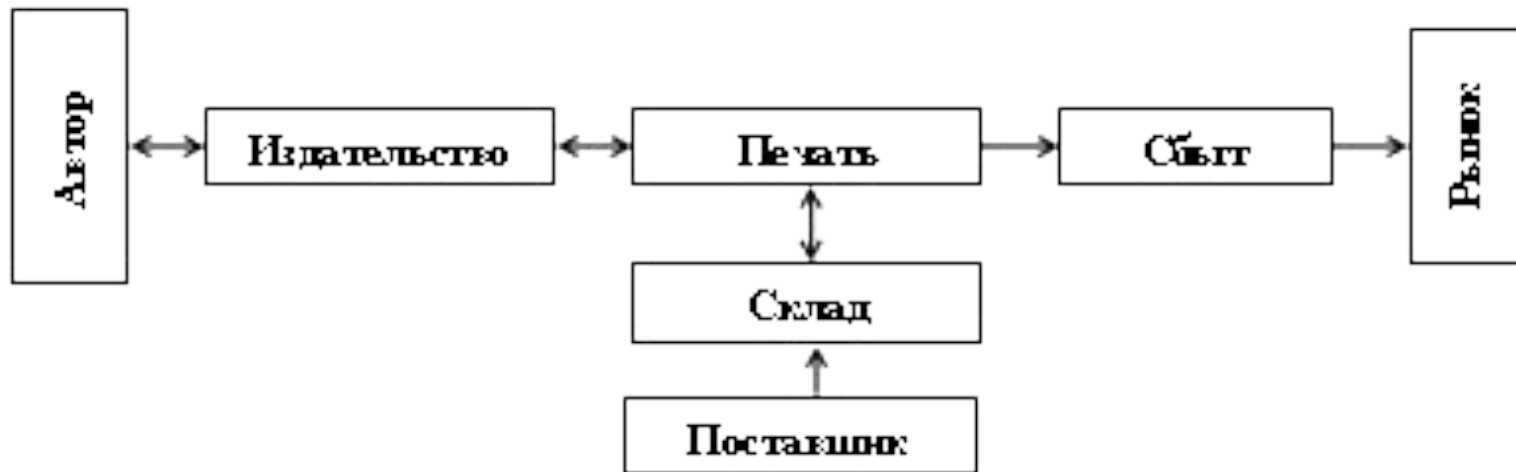 Автор
Издательство
Печать
Сбыт
Рынок
Склад
Поставщик